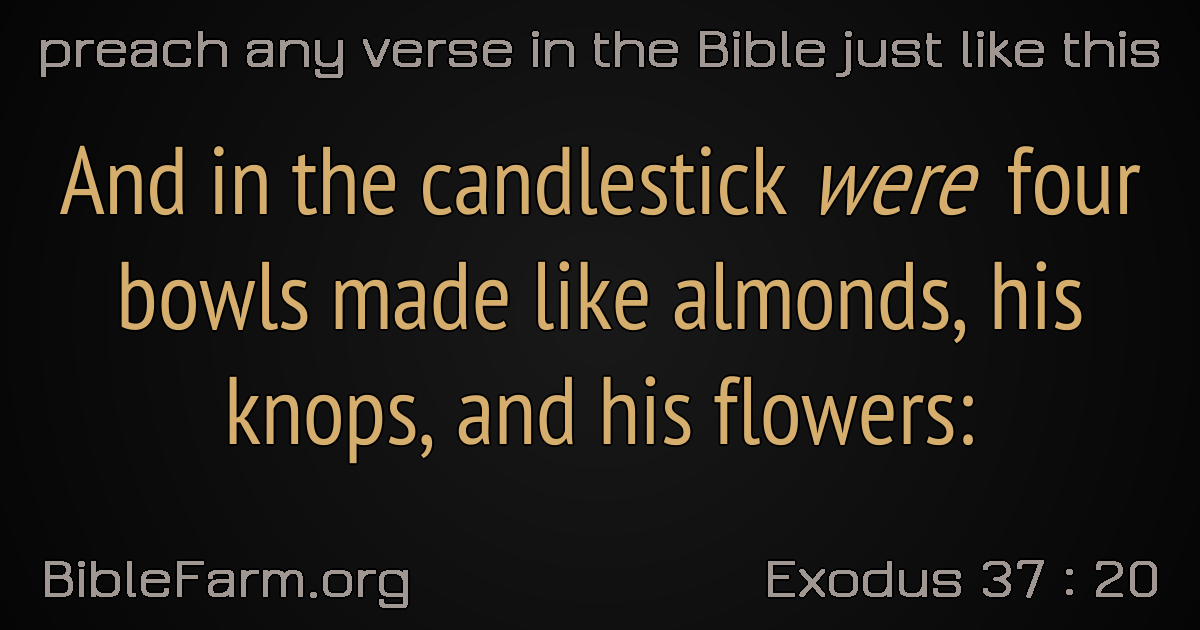 preach any verse in the Bible just like this
And in the candlestick were four
bowls made like almonds, his
knops, and his flowers:
BibleFarm.org
Exodus 37 : 20